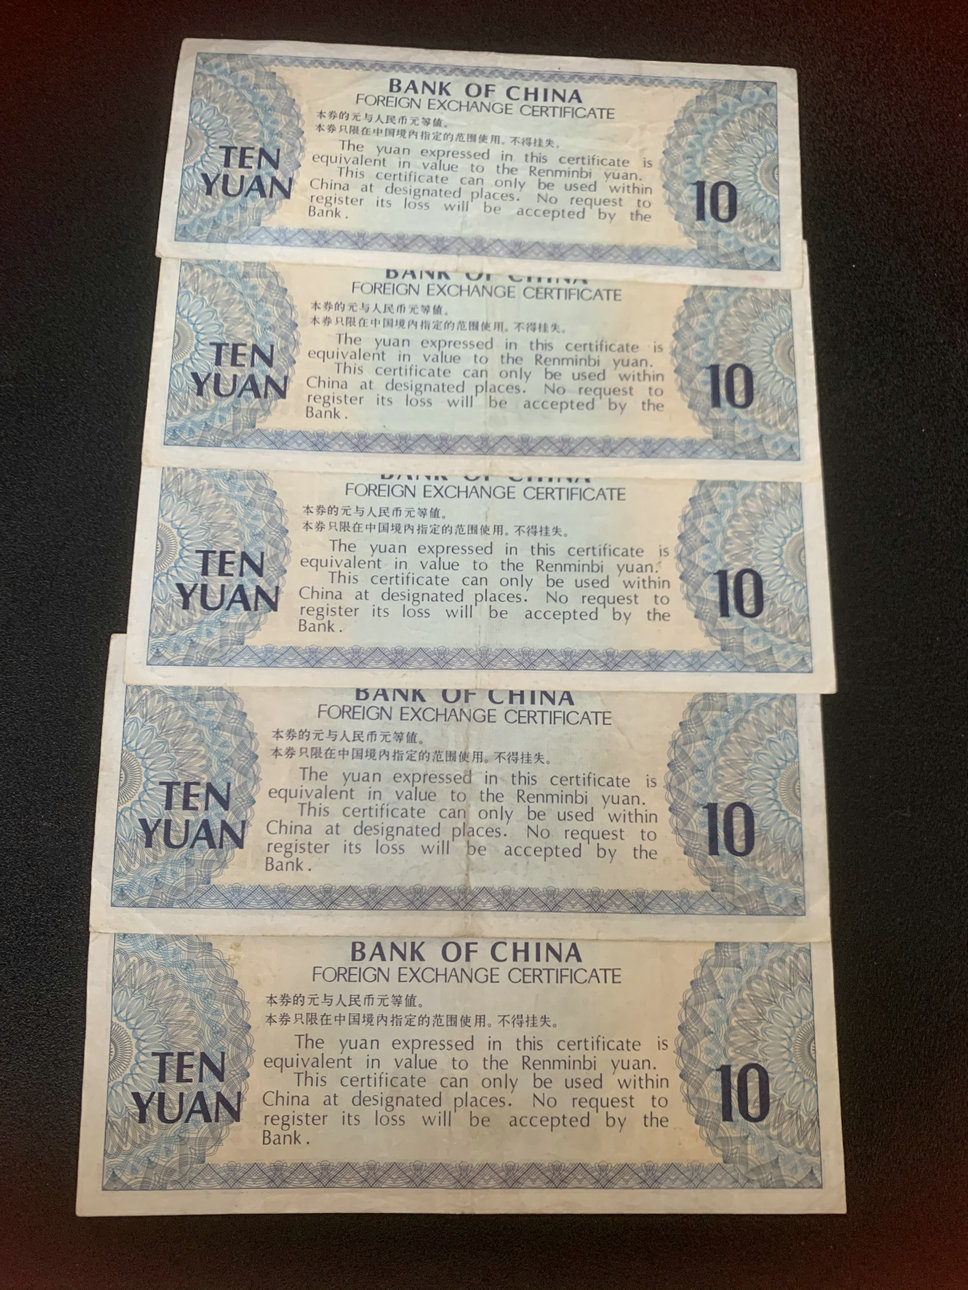 BANK OF CHINA
FOREIGN EXCHANGE CERTIFICATE
本券的元与人民币元等值。
本券只限在中国境内指定的范围使用。不得挂失。
The yuan expressed in this certificate is
equivalent in value to the Renminbi yuan.
This certificate can only be used within
China at designated places. No request to
register its loss will be accepted by the
Bank.
TEN
YUAN
10
BANK OF CHINA
FOREIGN EXCHANGE CERTIFICATE
本券的元与人民币元等值。
本券只限在中国境内指定的范围使用。不得挂失。
The yuan expressed in this certificate is
equivalent in value to the Renminbi yuan.
This certificate can only be used within
China at designated places. No request to
register its loss will be accepted by the
Bank.
TEN
YUAN
10
BANK OF CHINA
FOREIGN EXCHANGE CERTIFICATE
本券的元与人民币元等值。
本券只限在中国境内指定的范围使用。不得挂失。
The yuan expressed in this certificate is
equivalent in value to the Renminbi yuan.
This certificate can only be used within
China at designated places. No request to
register its loss will be accepted by the
Bank.
TEN
YUAN
10
BANK OF CHINA
FOREIGN EXCHANGE CERTIFICATE
本券的元与人民币元等值。
本券只限在中国境内指定的范围使用。不得挂失。
The yuan expressed in this certificate is
equivalent in value to the Renminbi yuan.
This certificate can only be used within
China at designated places. No request to
register its loss will be accepted by the
Bank.
TEN
YUAN
10
BANK OF CHINA
FOREIGN EXCHANGE CERTIFICATE
本券的元与人民币元等值。
本券只限在中国境内指定的范围使用。不得挂失。
The yuan expressed in this certificate is
equivalent in value to the Renminbi yuan.
This certificate can only be used within
China at designated places. No request to
register its loss will be accepted by the
Bank.
TEN
YUAN
10